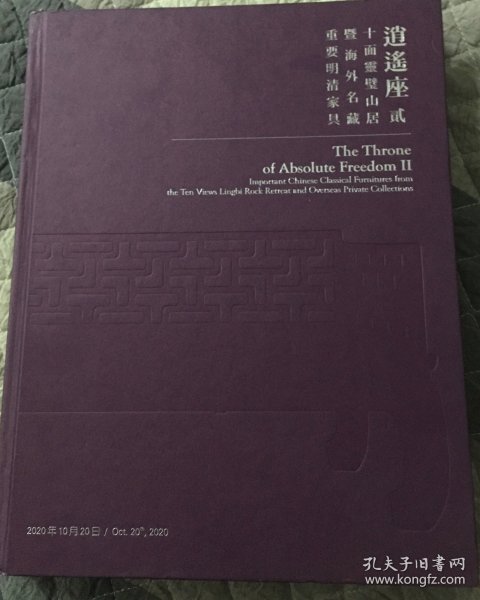 逍遙座 貳
十面靈璧山居
暨海外名藏
重要明清家具
The Throne
of Absolute Freedom II
Important Chinese Classical Furnitures from
the Ten Views Lingbi Rock Retreat and Overseas Private Collections
2020年10月20日 / Oct. 20th, 2020
孔夫子旧书网
www.kongfz.com